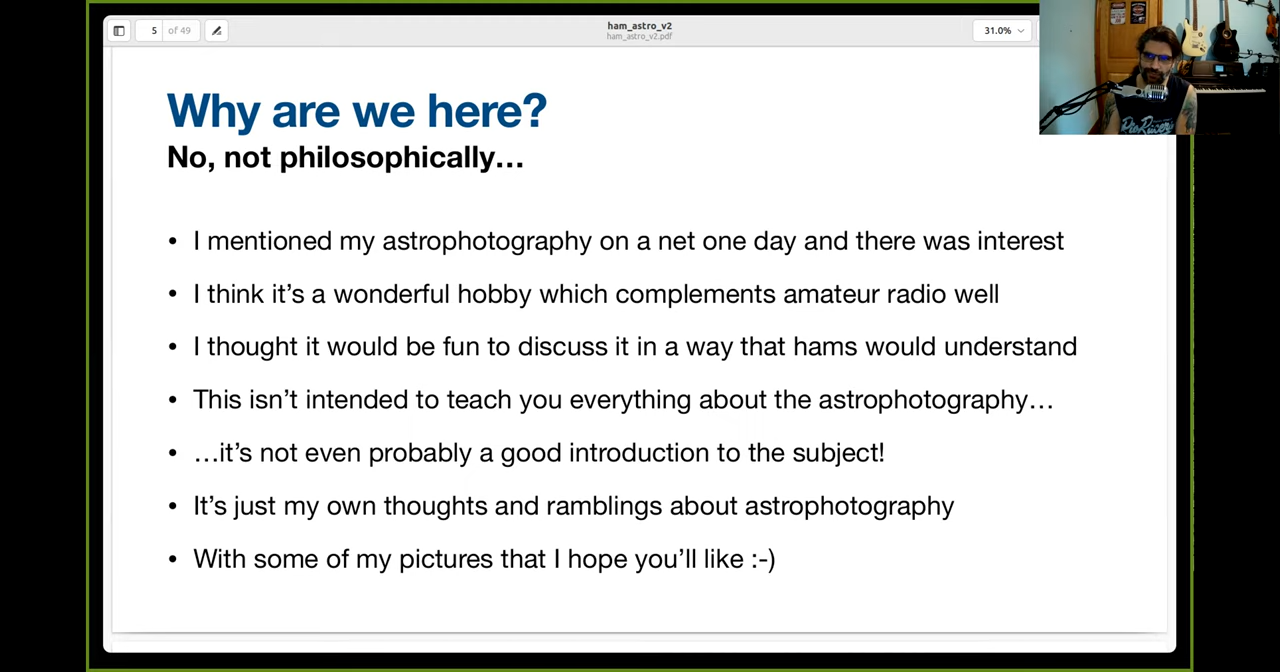 5 of 49
ham_astro_v2
ham_astro_v2.pdf
31.0%
Why are we here?
No, not philosophically…
• I mentioned my astrophotography on a net one day and there was interest
• I think it’s a wonderful hobby which complements amateur radio well
• I thought it would be fun to discuss it in a way that hams would understand
• This isn’t intended to teach you everything about the astrophotography…
• …it’s not even probably a good introduction to the subject!
• It’s just my own thoughts and ramblings about astrophotography
• With some of my pictures that I hope you’ll like :-)